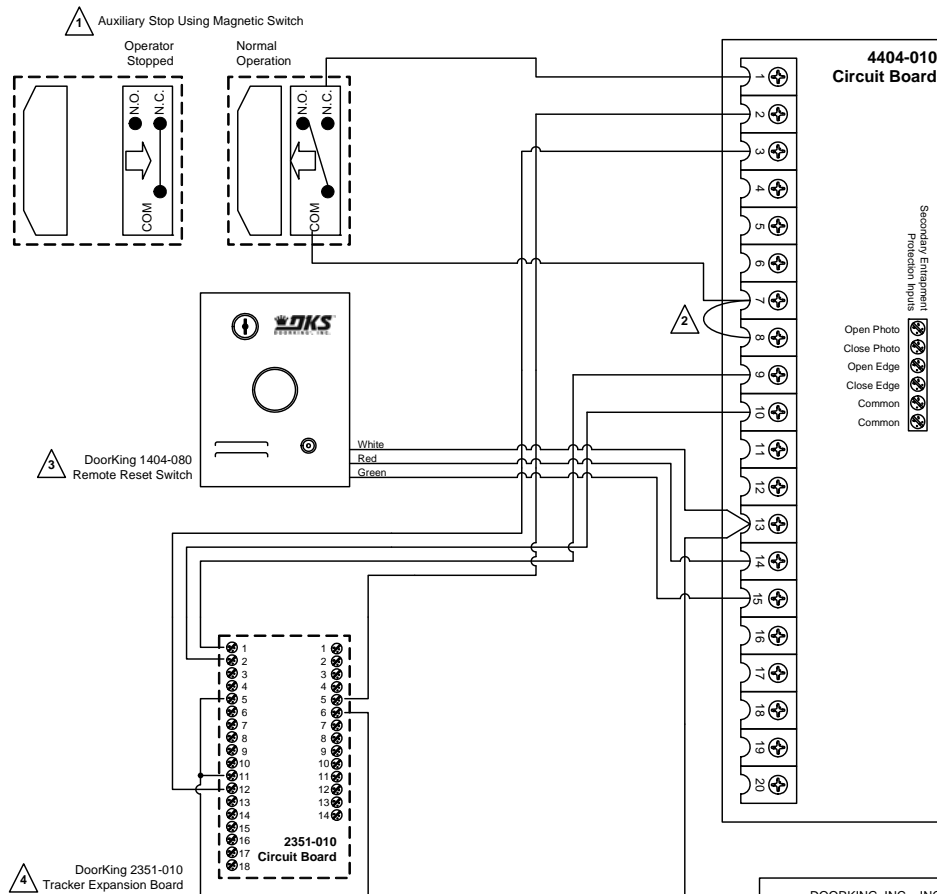 1
Auxiliary Stop Using Magnetic Switch
Operator
Stopped
Normal
Operation
N.O.
N.C.
COM
N.O.
N.C.
COM
4404-010
Circuit Board
1
2
3
4
5
6
7
8
9
10
11
12
13
14
15
16
17
18
19
20
2
Secondary Entrapment
Protection Inputs
Open Photo
Close Photo
Open Edge
Close Edge
Common
Common
DKS
DOORKING, INC.
White
Red
Green
3
DoorKing 1404-080
Remote Reset Switch
1
2
3
4
5
6
7
8
9
10
11
12
13
14
15
16
17
18
1
2
3
4
5
6
7
8
9
10
11
12
13
14
2351-010
Circuit Board
4
DoorKing 2351-010
Tracker Expansion Board
DOORKING, INC., INC